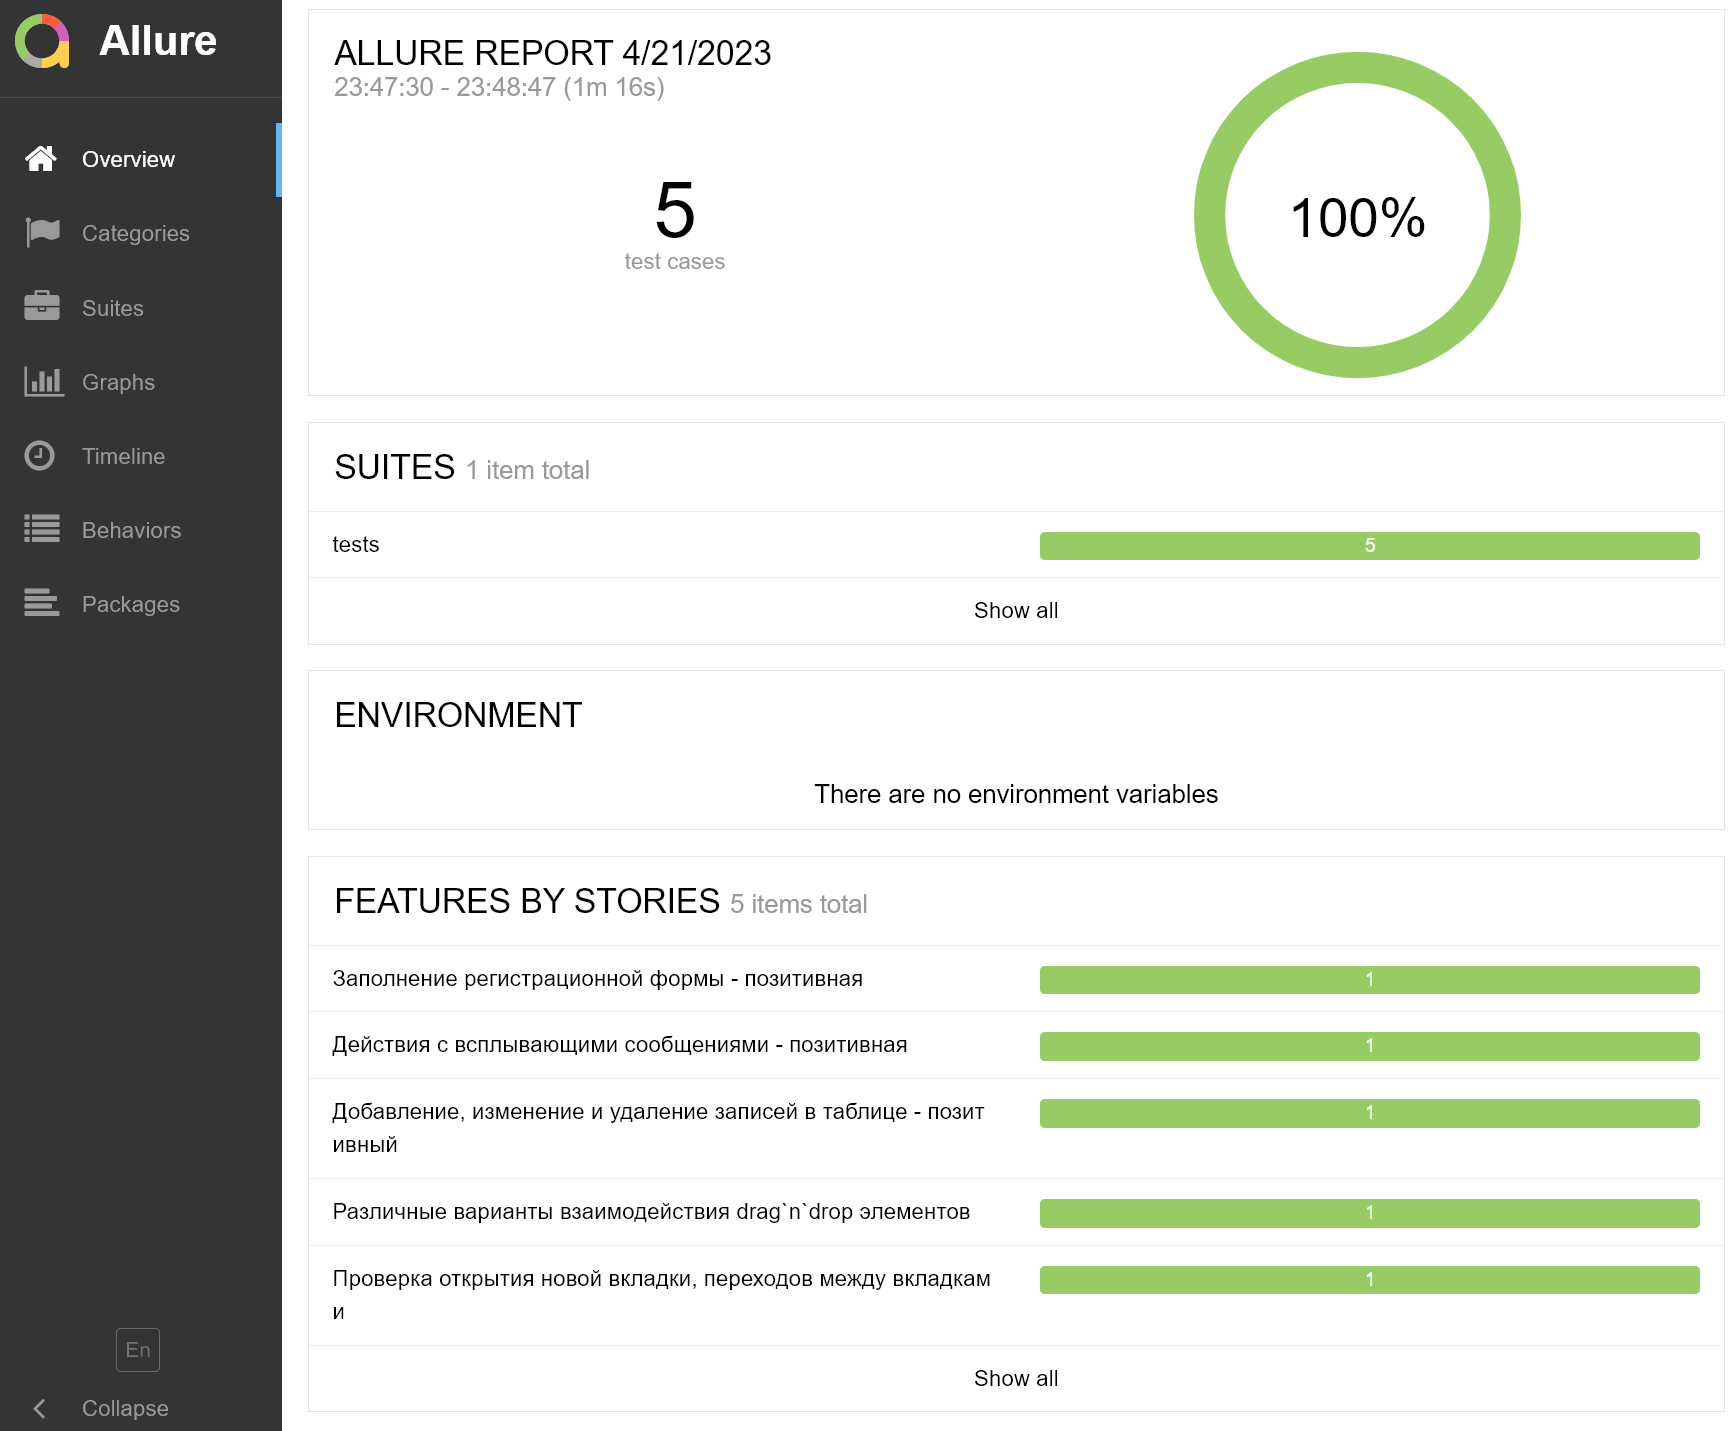 Allure
Overview
Categories
Suites
Graphs
Timeline
Behaviors
Packages
En
Collapse
ALLURE REPORT 4/21/2023
23:47:30 - 23:48:47 (1m 16s)
5
test cases
100%
SUITES 1 item total
tests 5
Show all
ENVIRONMENT
There are no environment variables
FEATURES BY STORIES 5 items total
Заполнение регистрационной формы - позитивная 1
Действия с всплывающими сообщениями - позитивная 1
Добавление, изменение и удаление записей в таблице - позит 1
ивный
Различные варианты взаимодействия drag`n`drop элементов 1
Проверка открытия новой вкладки, переходов между вкладкам 1
и
Show all